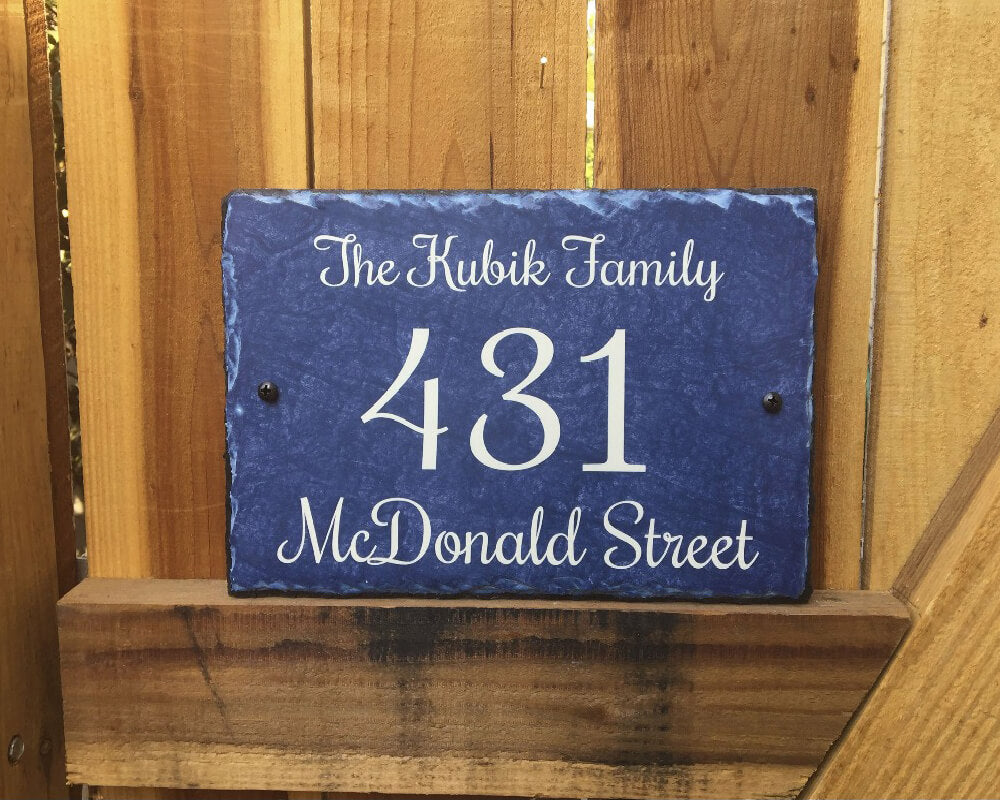 The Kubik Family
431
McDonald Street